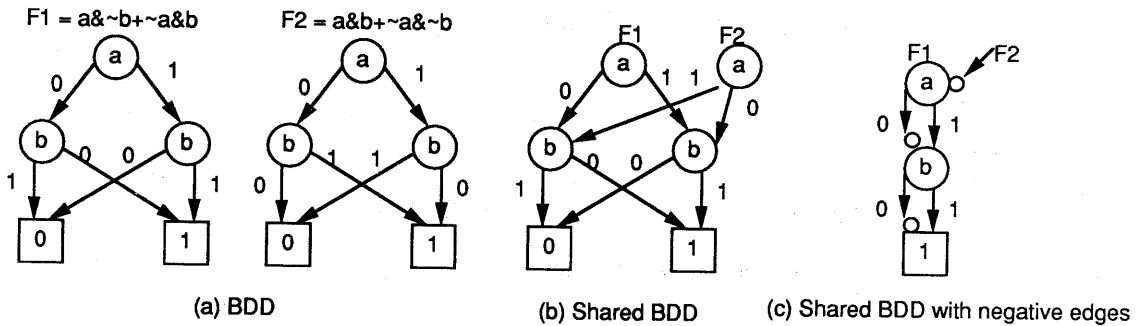 F1 = a&~b+~a&b
F2 = a&b+~a&~b
a
0 1
b b
1 0 0 1
0 1
a
0 1
b b
0 1 1 0
0 1
(a) BDD
F1 F2
a a
0 1 1 0
b b
1 0 0 1
0 1
(b) Shared BDD
F1 F2
a
0 1
b
0 1
1
(c) Shared BDD with negative edges